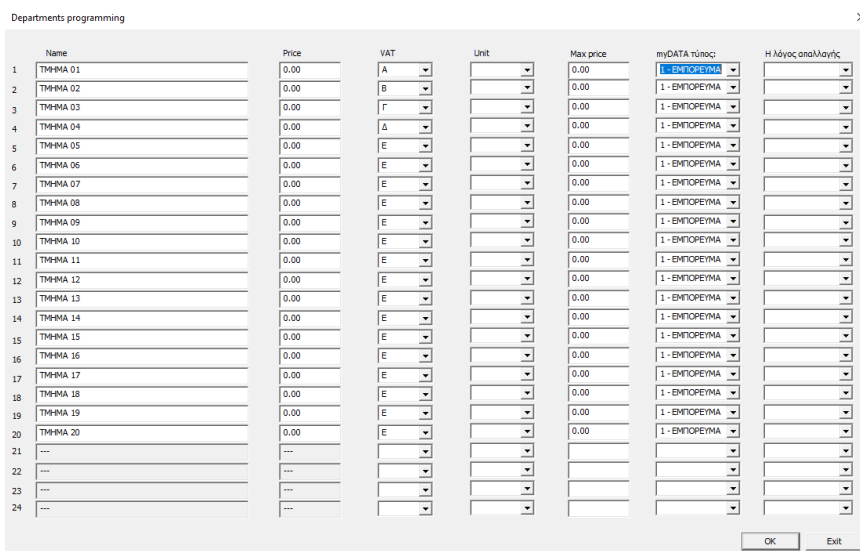 Departments programming
Name Price VAT Unit Max price myDATA τύπος: Η λόγος απαλλαγής
1 ΤΜΗΜΑ 01 0.00 Α 0.00 1 - ΕΜΠΟΡΕΥΜΑ
2 ΤΜΗΜΑ 02 0.00 Β 0.00 1 - ΕΜΠΟΡΕΥΜΑ
3 ΤΜΗΜΑ 03 0.00 Γ 0.00 1 - ΕΜΠΟΡΕΥΜΑ
4 ΤΜΗΜΑ 04 0.00 Δ 0.00 1 - ΕΜΠΟΡΕΥΜΑ
5 ΤΜΗΜΑ 05 0.00 Ε 0.00 1 - ΕΜΠΟΡΕΥΜΑ
6 ΤΜΗΜΑ 06 0.00 Ε 0.00 1 - ΕΜΠΟΡΕΥΜΑ
7 ΤΜΗΜΑ 07 0.00 Ε 0.00 1 - ΕΜΠΟΡΕΥΜΑ
8 ΤΜΗΜΑ 08 0.00 Ε 0.00 1 - ΕΜΠΟΡΕΥΜΑ
9 ΤΜΗΜΑ 09 0.00 Ε 0.00 1 - ΕΜΠΟΡΕΥΜΑ
10 ΤΜΗΜΑ 10 0.00 Ε 0.00 1 - ΕΜΠΟΡΕΥΜΑ
11 ΤΜΗΜΑ 11 0.00 Ε 0.00 1 - ΕΜΠΟΡΕΥΜΑ
12 ΤΜΗΜΑ 12 0.00 Ε 0.00 1 - ΕΜΠΟΡΕΥΜΑ
13 ΤΜΗΜΑ 13 0.00 Ε 0.00 1 - ΕΜΠΟΡΕΥΜΑ
14 ΤΜΗΜΑ 14 0.00 Ε 0.00 1 - ΕΜΠΟΡΕΥΜΑ
15 ΤΜΗΜΑ 15 0.00 Ε 0.00 1 - ΕΜΠΟΡΕΥΜΑ
16 ΤΜΗΜΑ 16 0.00 Ε 0.00 1 - ΕΜΠΟΡΕΥΜΑ
17 ΤΜΗΜΑ 17 0.00 Ε 0.00 1 - ΕΜΠΟΡΕΥΜΑ
18 ΤΜΗΜΑ 18 0.00 Ε 0.00 1 - ΕΜΠΟΡΕΥΜΑ
19 ΤΜΗΜΑ 19 0.00 Ε 0.00 1 - ΕΜΠΟΡΕΥΜΑ
20 ΤΜΗΜΑ 20 0.00 Ε 0.00 1 - ΕΜΠΟΡΕΥΜΑ
21 --- ---
22 --- ---
23 --- ---
24 --- ---
OK Exit